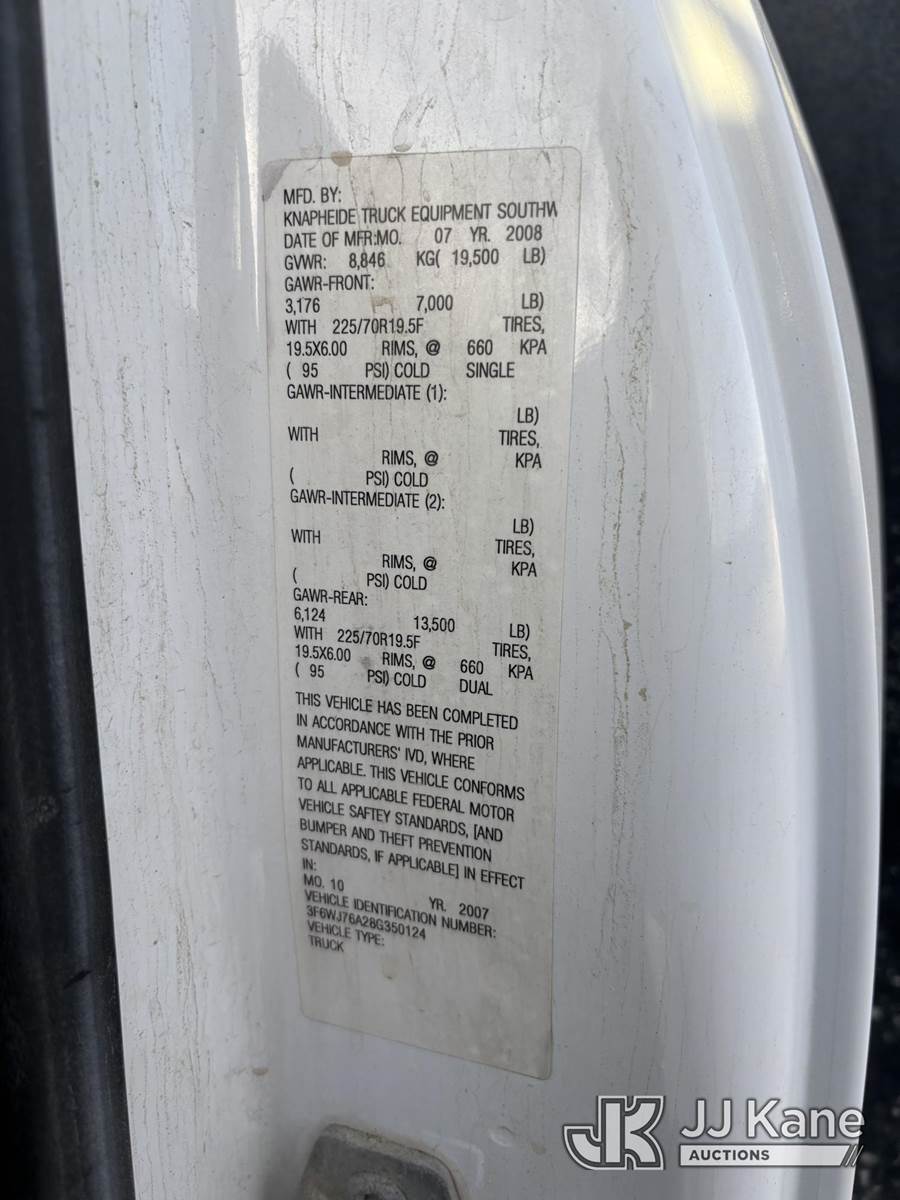 MFD. BY:
KNAPHEIDE TRUCK EQUIPMENT SOUTHW
DATE OF MFR:MO. 07 YR. 2008
GVWR: 8,846 KG( 19,500 LB)
GAWR-FRONT:
3,176 7,000 LB)
WITH 225/70R19.5F TIRES,
19.5X6.00 RIMS, @ 660 KPA
( 95 PSI) COLD SINGLE
GAWR-INTERMEDIATE (1):
LB)
WITH TIRES,
RIMS, @ KPA
( PSI) COLD
GAWR-INTERMEDIATE (2):
LB)
WITH TIRES,
RIMS, @ KPA
( PSI) COLD
GAWR-REAR:
6,124 13,500 LB)
WITH 225/70R19.5F TIRES,
19.5X6.00 RIMS, @ 660 KPA
( 95 PSI) COLD DUAL
THIS VEHICLE HAS BEEN COMPLETED
IN ACCORDANCE WITH THE PRIOR
MANUFACTURERS' IVD, WHERE
APPLICABLE. THIS VEHICLE CONFORMS
TO ALL APPLICABLE FEDERAL MOTOR
VEHICLE SAFTEY STANDARDS, [AND
BUMPER AND THEFT PREVENTION
STANDARDS, IF APPLICABLE] IN EFFECT
IN:
MO. 10 YR. 2007
VEHICLE IDENTIFICATION NUMBER:
3F6WJ76A28G350124
VEHICLE TYPE:
TRUCK
JK JJ Kane
AUCTIONS